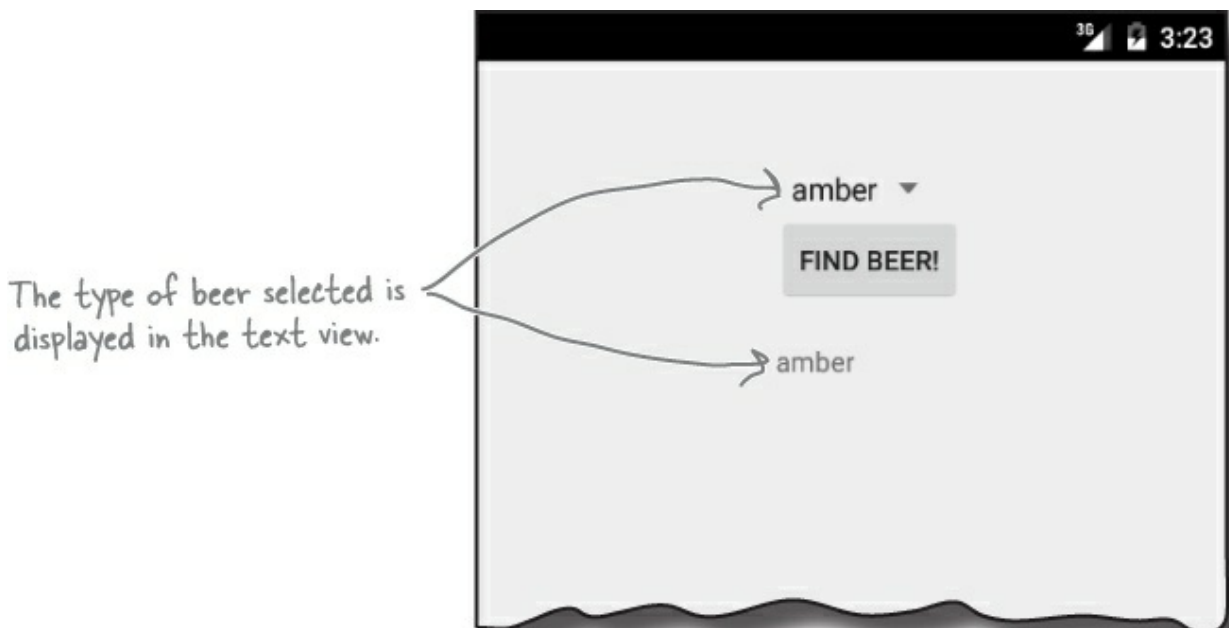 3G 3:23
amber
FIND BEER!
The type of beer selected is
displayed in the text view.
amber